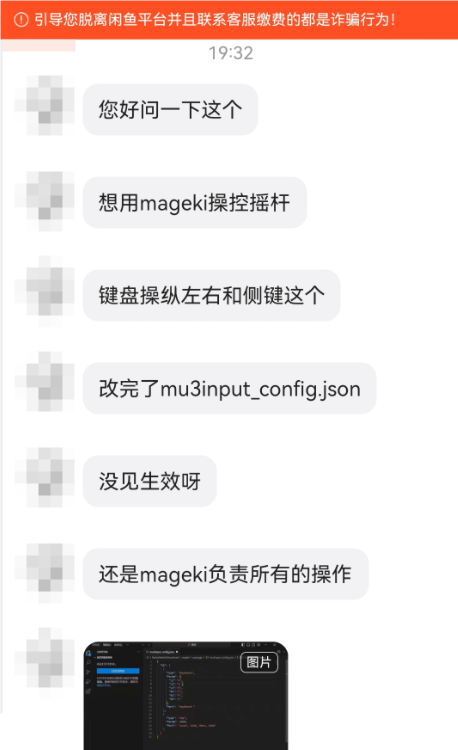 引导您脱离闲鱼平台并且联系客服缴费的都是诈骗行为!
19:32
您好问一下这个
想用mageki操控摇杆
键盘操纵左右和侧键这个
改完了mu3input_config.json
没见生效呀
还是mageki负责所有的操作
图片